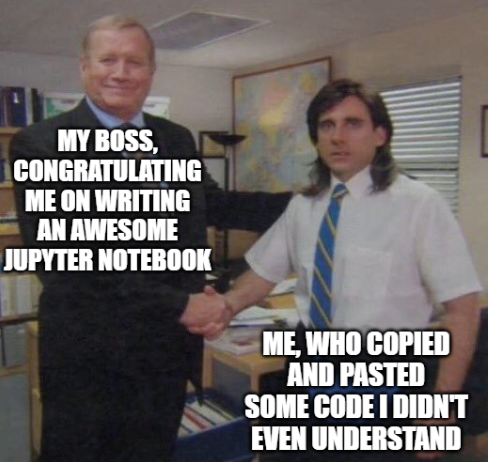 MY BOSS,
CONGRATULATING
ME ON WRITING
AN AWESOME
JUPYTER NOTEBOOK
ME, WHO COPIED
AND PASTED
SOME CODE I DIDN'T
EVEN UNDERSTAND